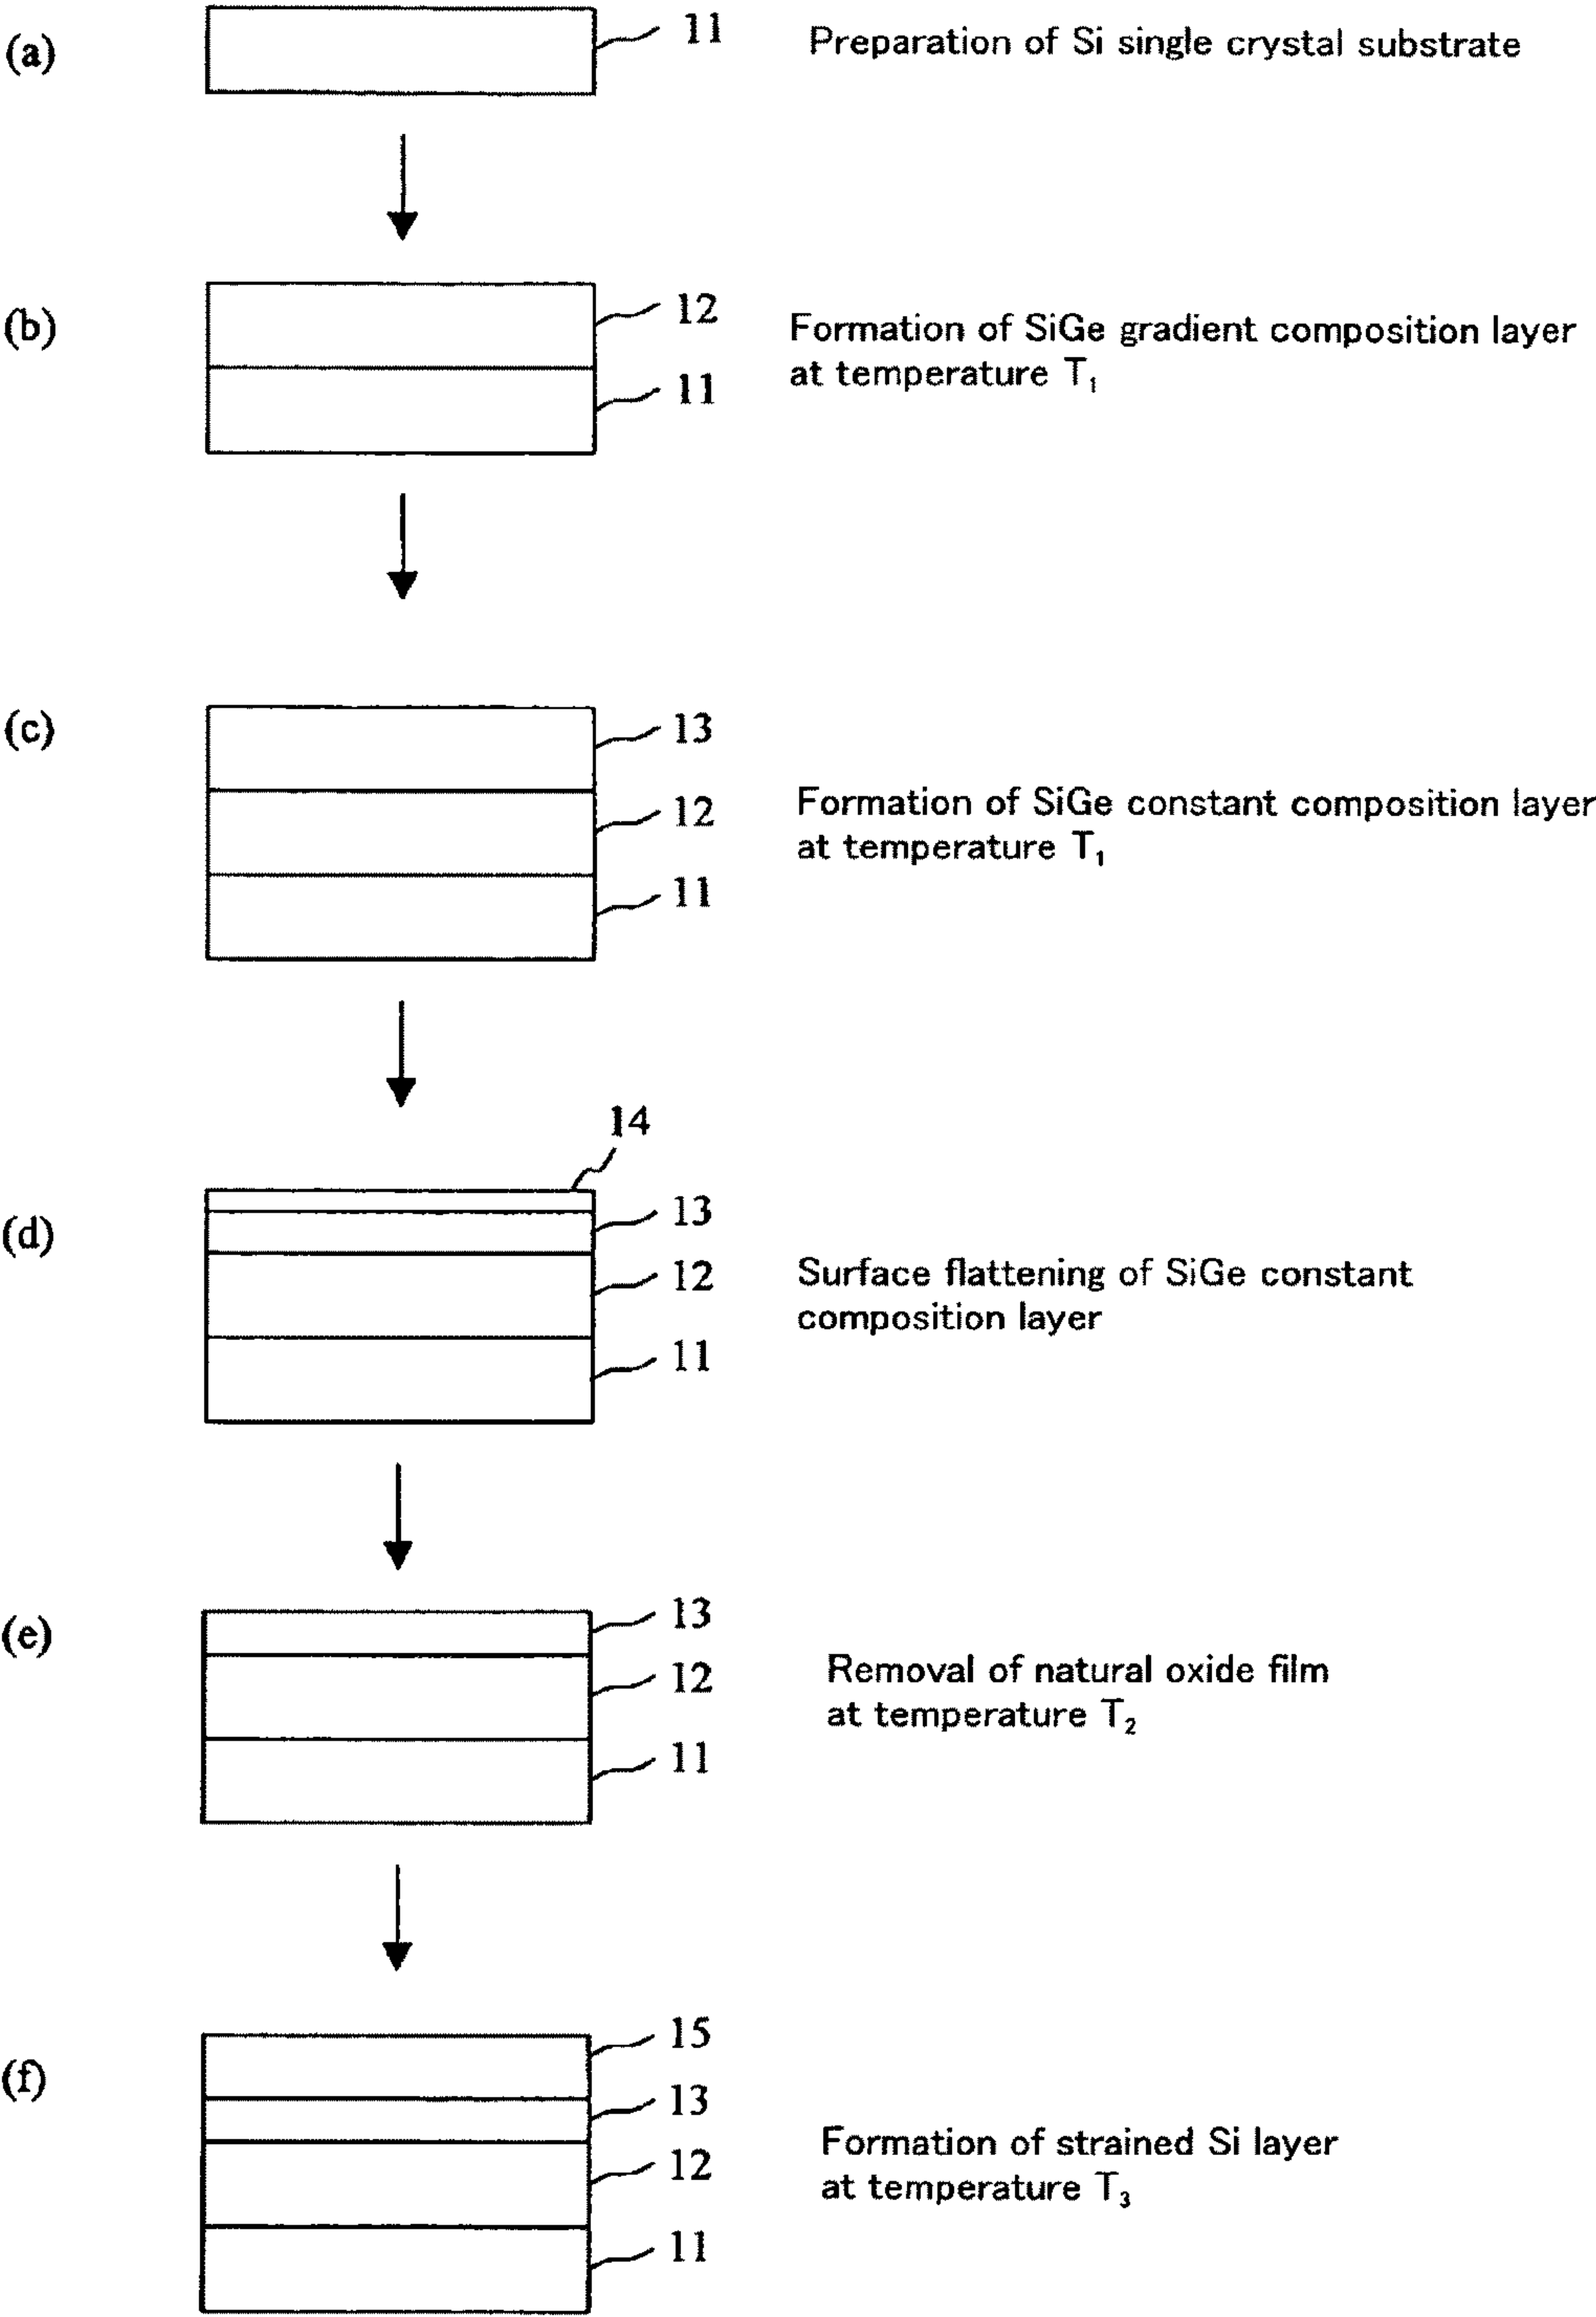 (a)
11
Preparation of Si single crystal substrate
(b)
12
11
Formation of SiGe gradient composition layer
at temperature T₁
(c)
13
12
11
Formation of SiGe constant composition layer
at temperature T₁
(d)
14
13
12
11
Surface flattening of SiGe constant
composition layer
(e)
13
12
11
Removal of natural oxide film
at temperature T₂
(f)
15
13
12
11
Formation of strained Si layer
at temperature T₃